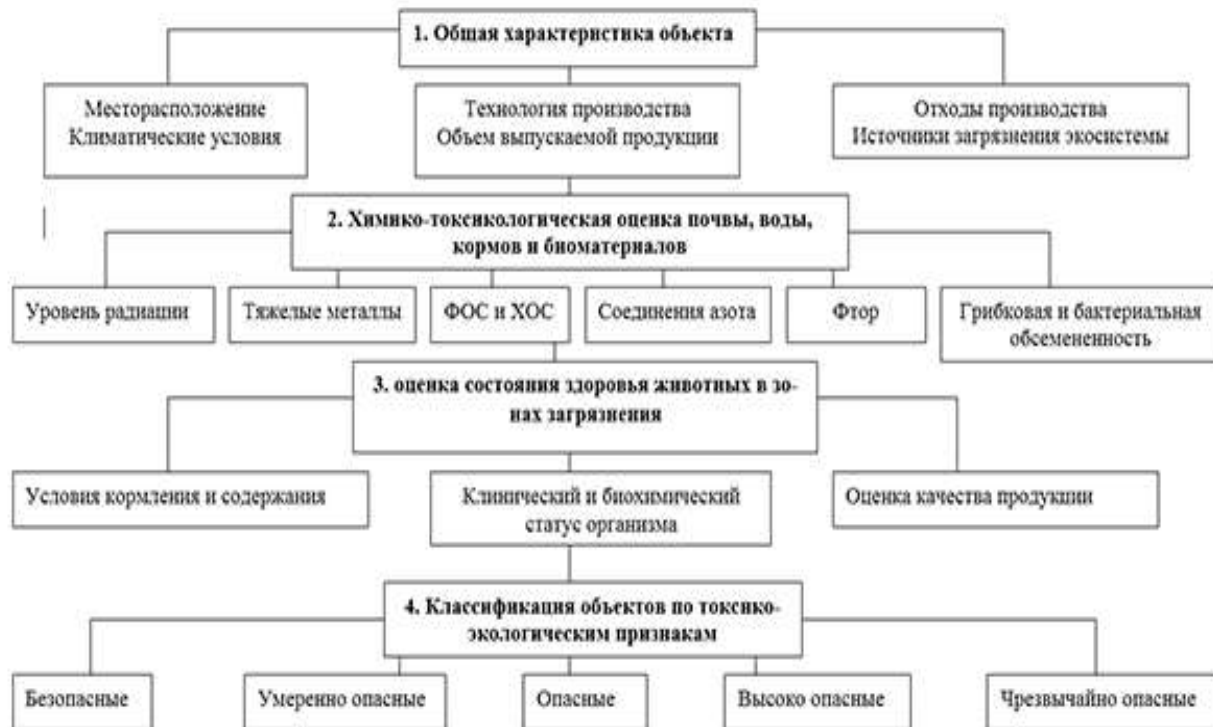 1. Общая характеристика объекта
Месторасположение
Климатические условия
Технология производства
Объем выпускаемой продукции
Отходы производства
Источники загрязнения экосистемы
2. Химико-токсикологическая оценка почвы, воды,
кормов и биоматериалов
Уровень радиации
Тяжелые металлы
ФОС и ХОС
Соединения азота
Фтор
Грибковая и бактериальная
обсемененность
3. оценка состояния здоровья животных в зо-
нах загрязнения
Условия кормления и содержания
Клинический и биохимический
статус организма
Оценка качества продукции
4. Классификация объектов по токсико-
экологическим признакам
Безопасные
Умеренно опасные
Опасные
Высоко опасные
Чрезвычайно опасные